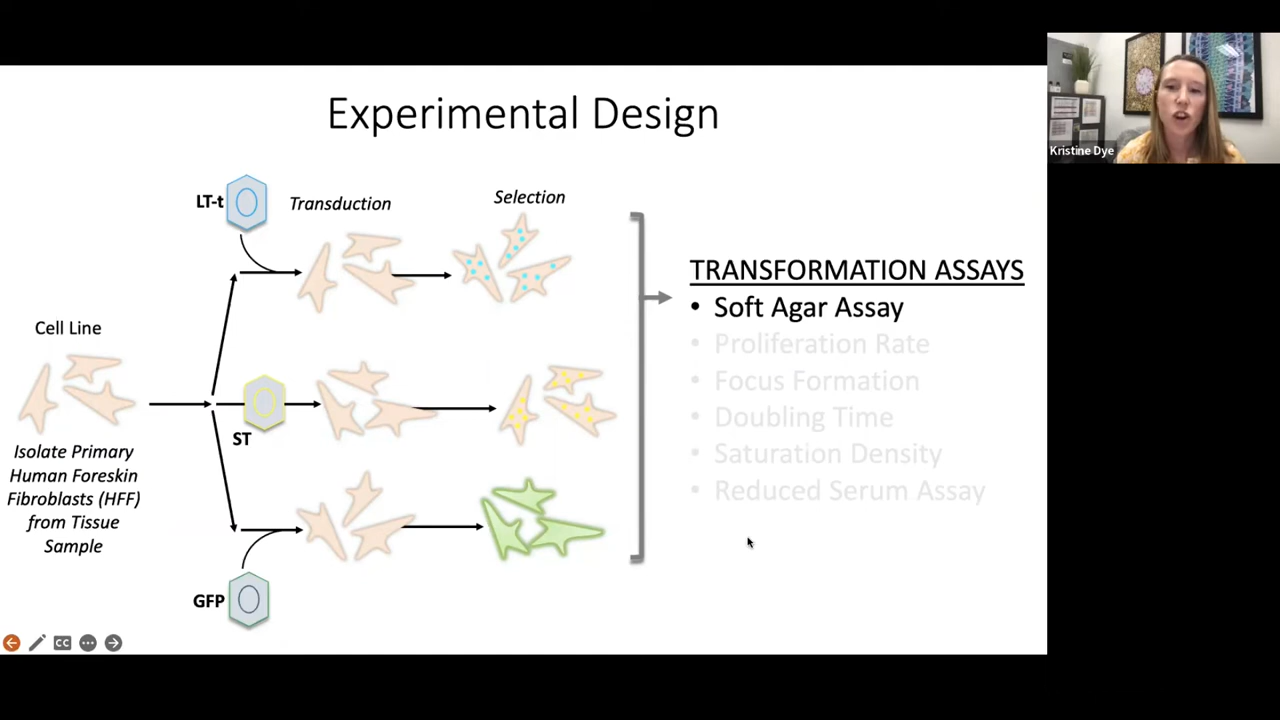 Experimental Design
Kristine Dye
LT-t
Transduction
Selection
TRANSFORMATION ASSAYS
• Soft Agar Assay
• Proliferation Rate
• Focus Formation
• Doubling Time
• Saturation Density
• Reduced Serum Assay
Cell Line
Isolate Primary
Human Foreskin
Fibroblasts (HFF)
from Tissue
Sample
ST
GFP
CC